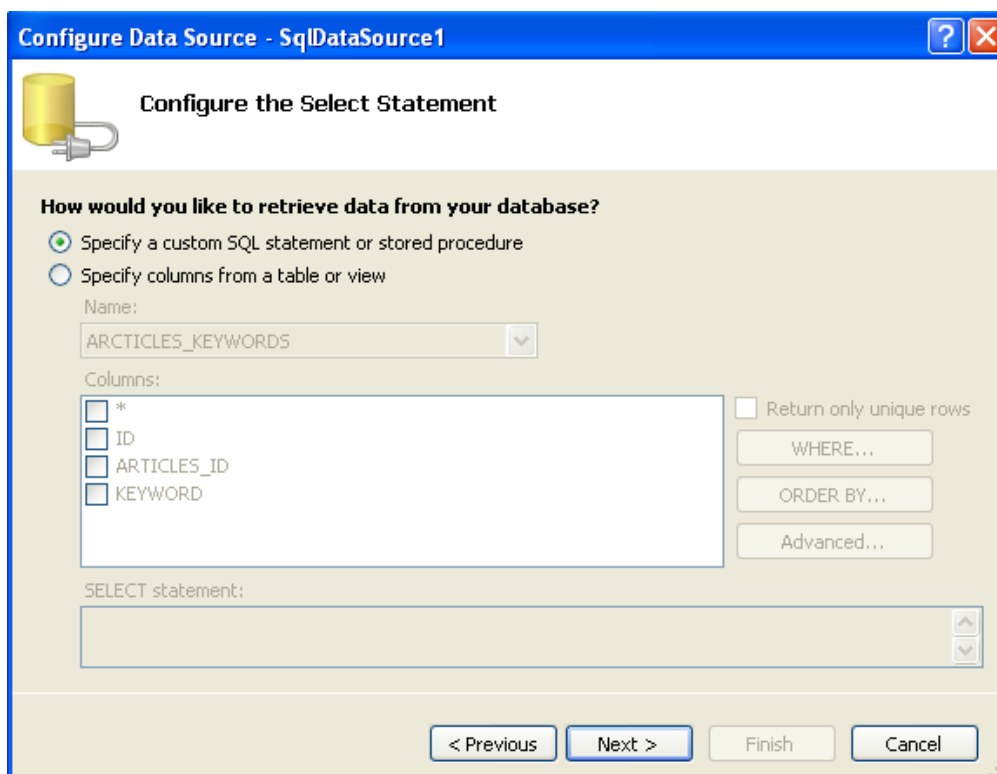 Configure Data Source - SqlDataSource1
Configure the Select Statement
How would you like to retrieve data from your database?
Specify a custom SQL statement or stored procedure
Specify columns from a table or view
Name:
ARCTICLES_KEYWORDS
Columns:
*
Return only unique rows
ID
WHERE...
ARTICLES_ID
KEYWORD
ORDER BY...
Advanced...
SELECT statement:
< Previous Next > Finish Cancel